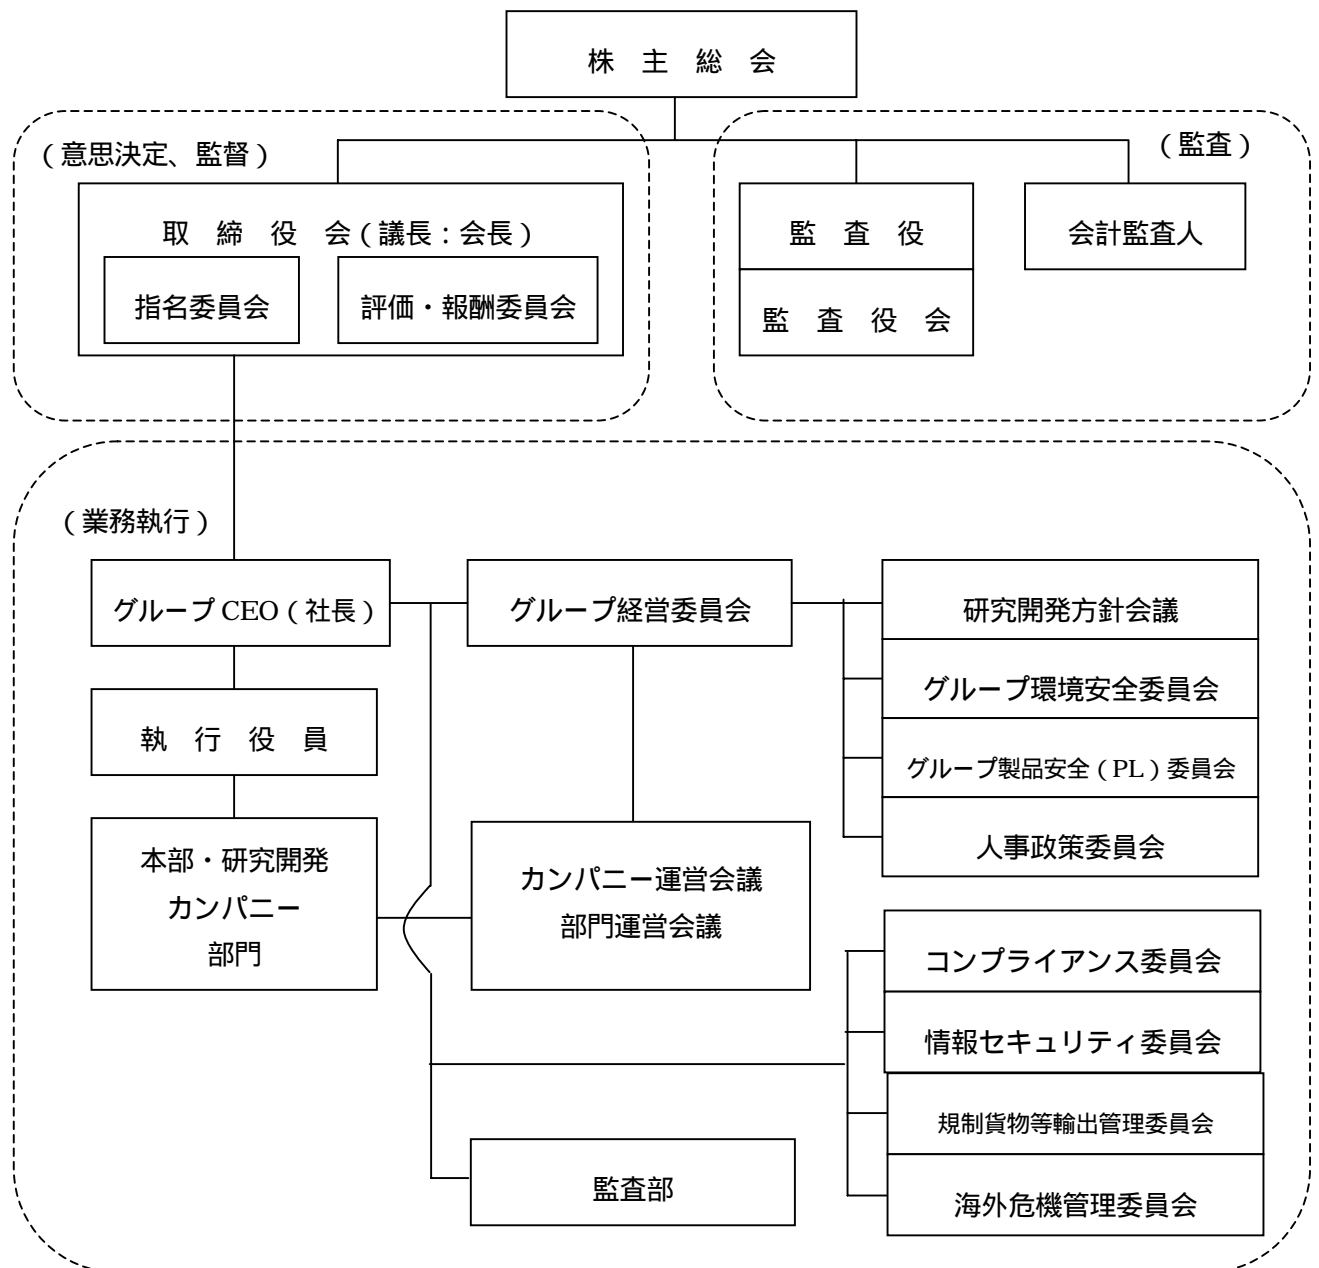 株　主　総　会
（意思決定、監督）
（監査）
取　締　役　会（議長：会長）
指名委員会
評価・報酬委員会
監　査　役
監　査　役　会
会計監査人
（業務執行）
グループ CEO（社長）
グループ経営委員会
研究開発方針会議
グループ環境安全委員会
グループ製品安全（PL）委員会
人事政策委員会
執　行　役　員
本部・研究開発
カンパニー
部門
カンパニー運営会議
部門運営会議
コンプライアンス委員会
情報セキュリティ委員会
規制貨物等輸出管理委員会
海外危機管理委員会
監査部